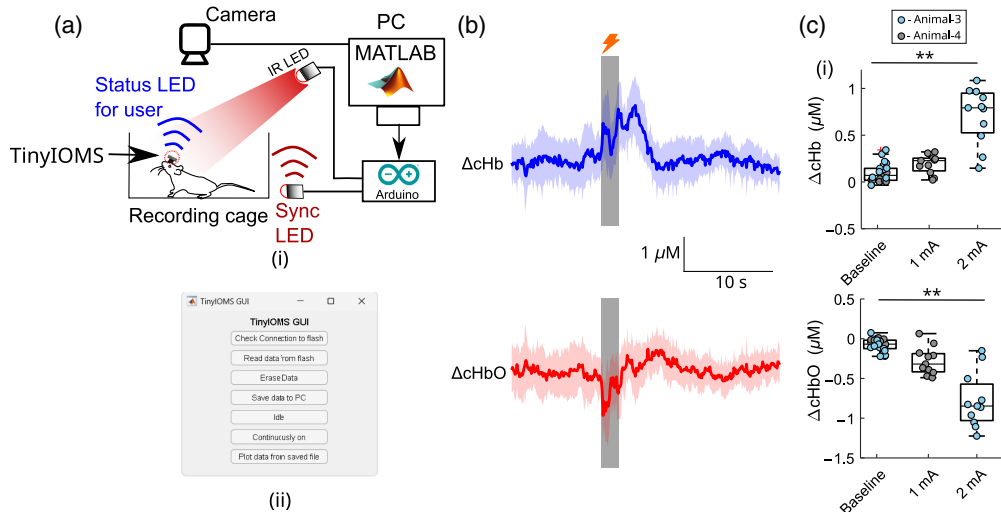 (a)
Camera
PC
MATLAB
IR LED
Status LED
for user
TinyIOMS
Arduino
Recording cage
Sync
LED
(i)
TinyIOMS GUI
TinyIOMS GUI
Check Connection to flash
Read data from flash
Erase Data
Save data to PC
Idle
Continuously on
Plot data from saved file
(ii)
(b)
ΔcHb
1 μM
10 s
ΔcHbO
(c)
- Animal-3
- Animal-4
(i)
**
ΔcHb (μM)
1
0.5
0
−0.5
Baseline
1 mA
2 mA
**
ΔcHbO (μM)
0.5
0
−0.5
−1
−1.5
Baseline
1 mA
2 mA